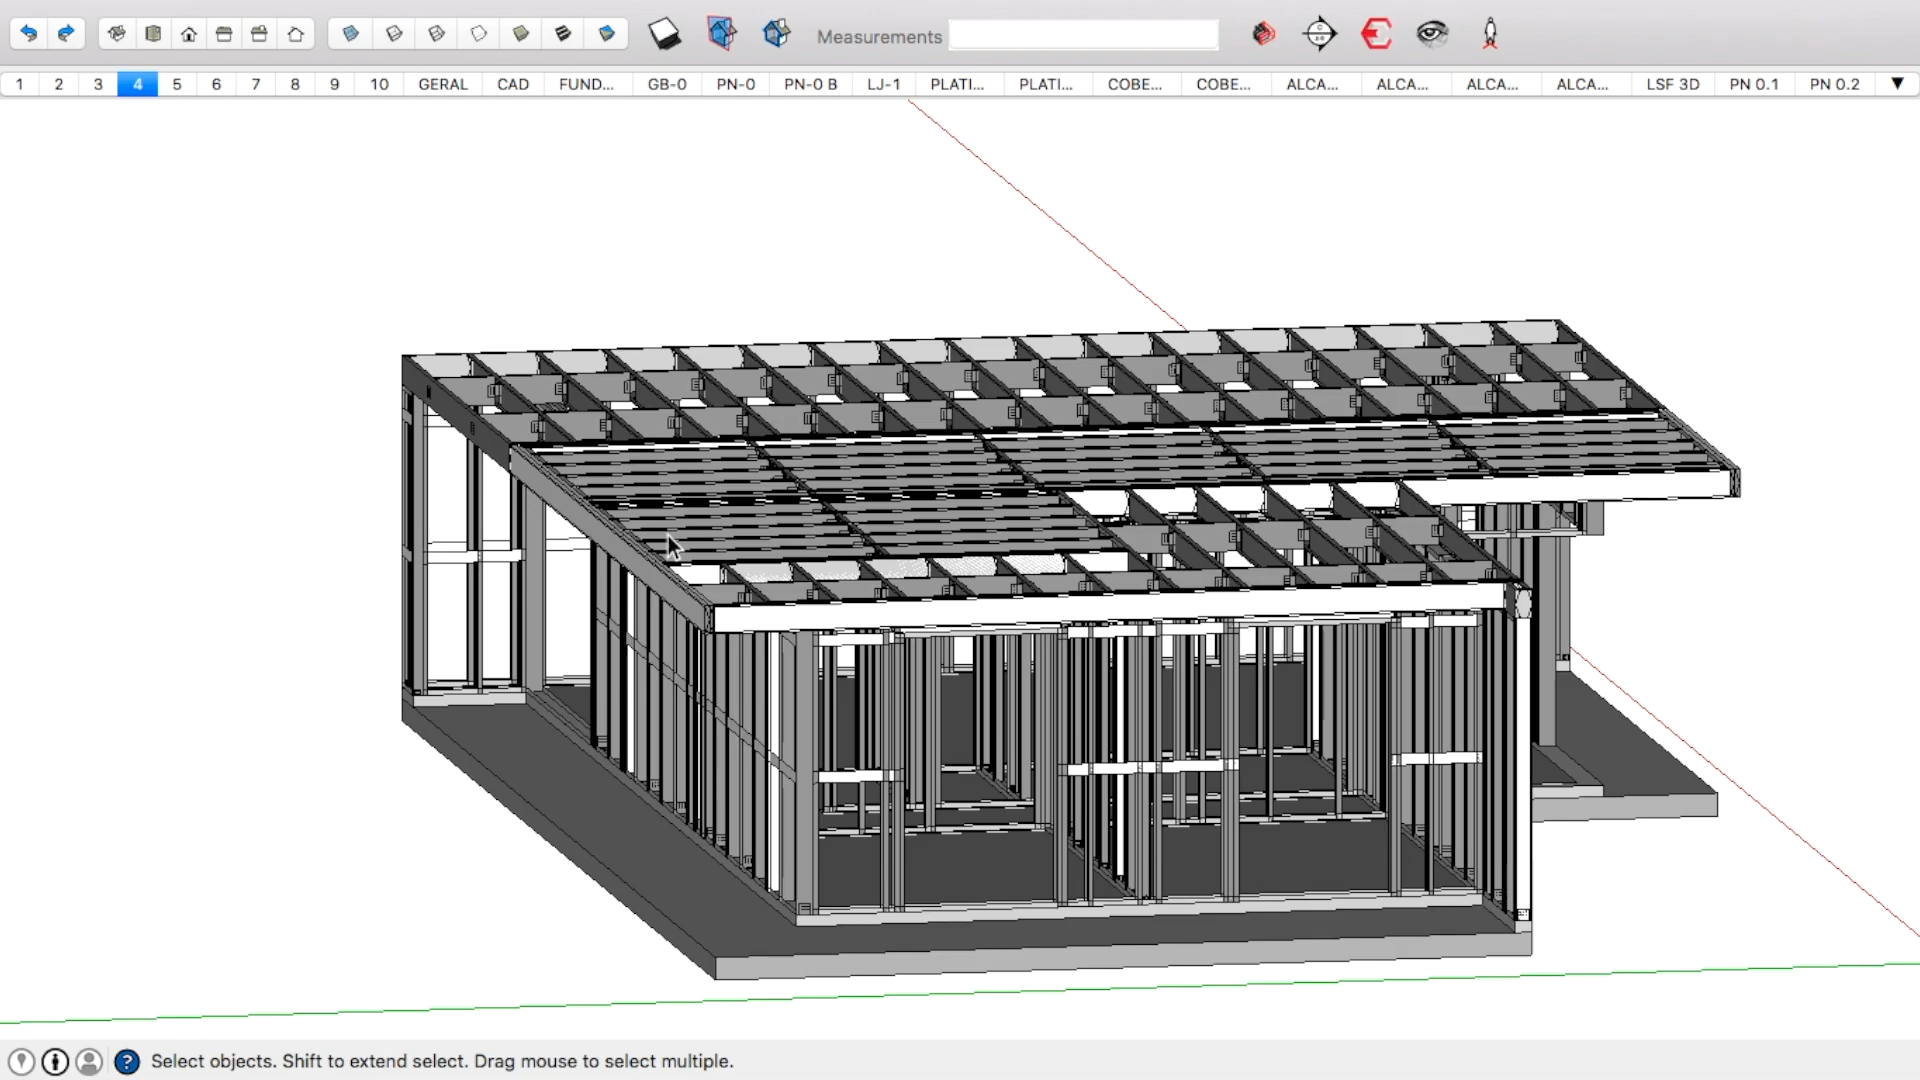 Measurements
1 2 3 4 5 6 7 8 9 10 GERAL CAD FUND... GB-0 PN-0 PN-0 B LJ-1 PLATI... PLATI... COBE... COBE... ALCA... ALCA... ALCA... ALCA... LSF 3D PN 0.1 PN 0.2
? Select objects. Shift to extend select. Drag mouse to select multiple.